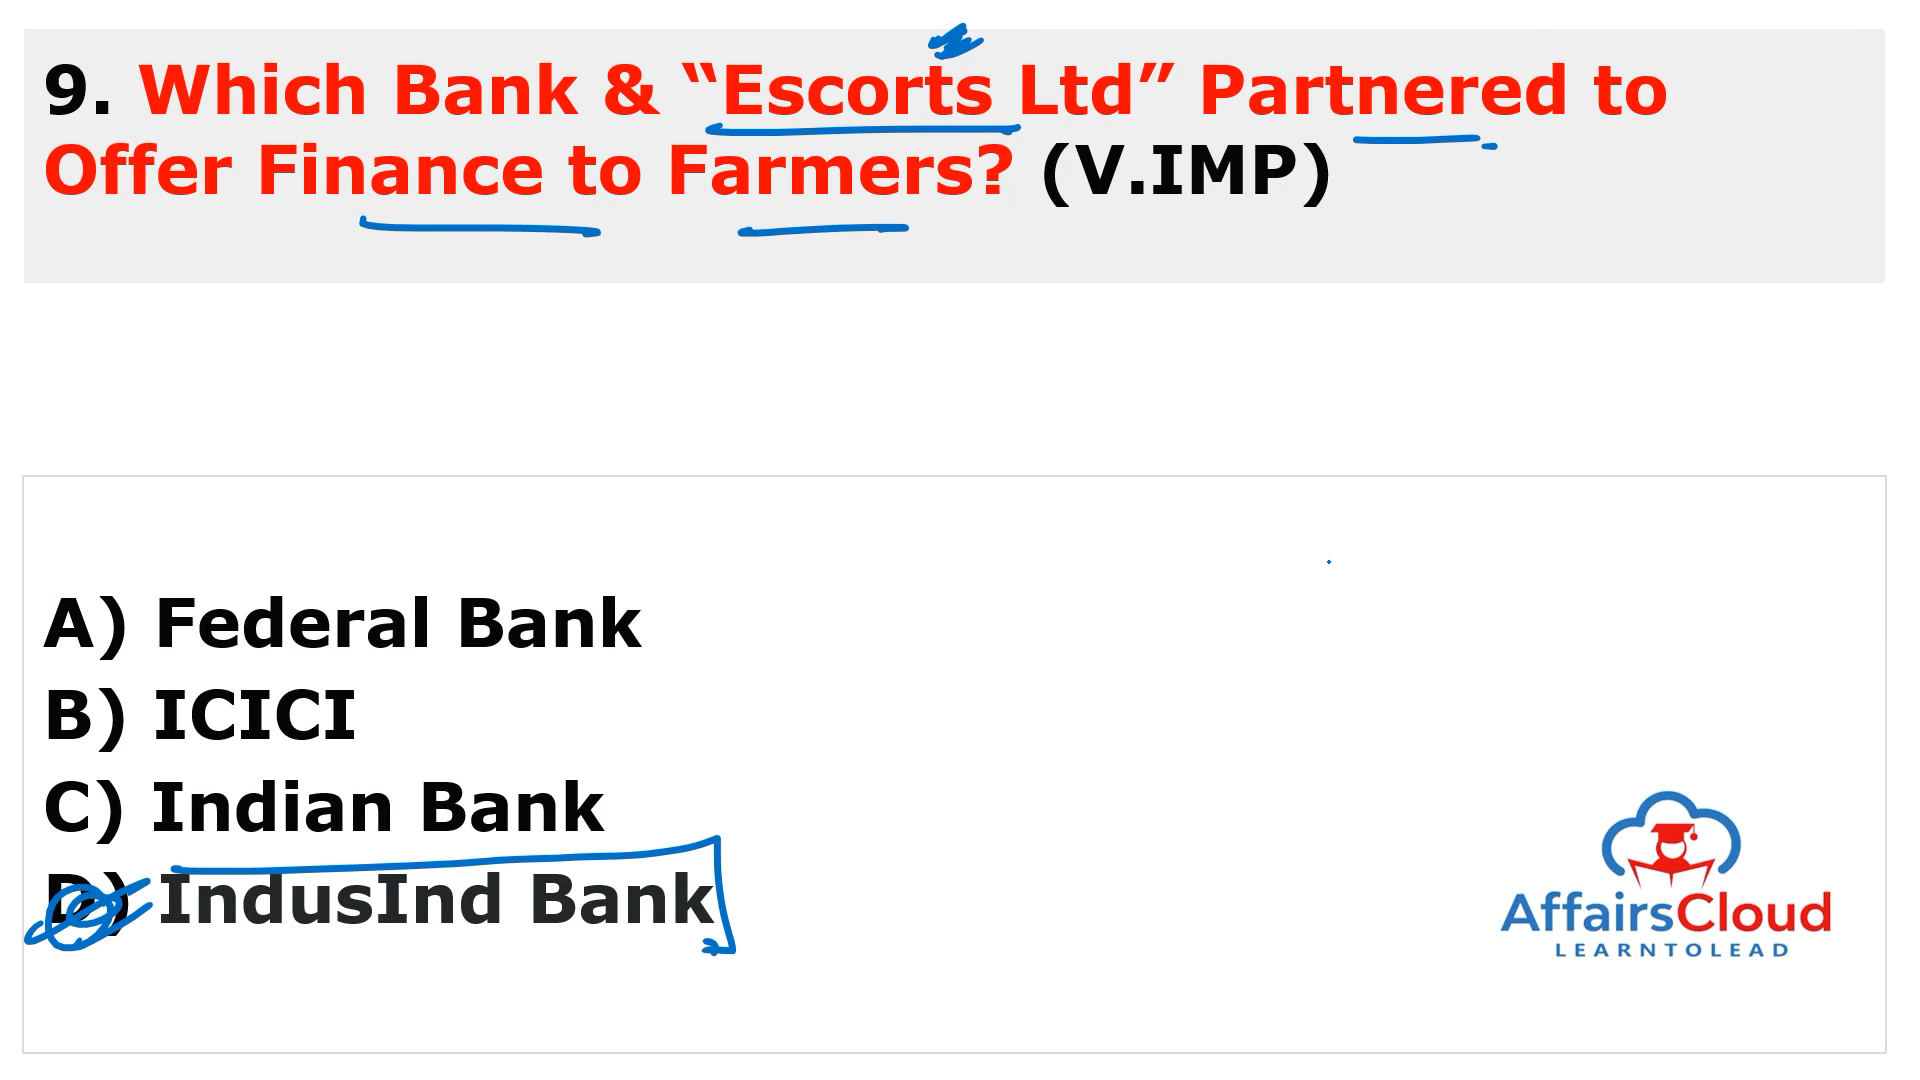 9. Which Bank & “Escorts Ltd” Partnered to
Offer Finance to Farmers? (V.IMP)
A) Federal Bank
B) ICICI
C) Indian Bank
D) IndusInd Bank
AffairsCloud
LEARNTOLEAD